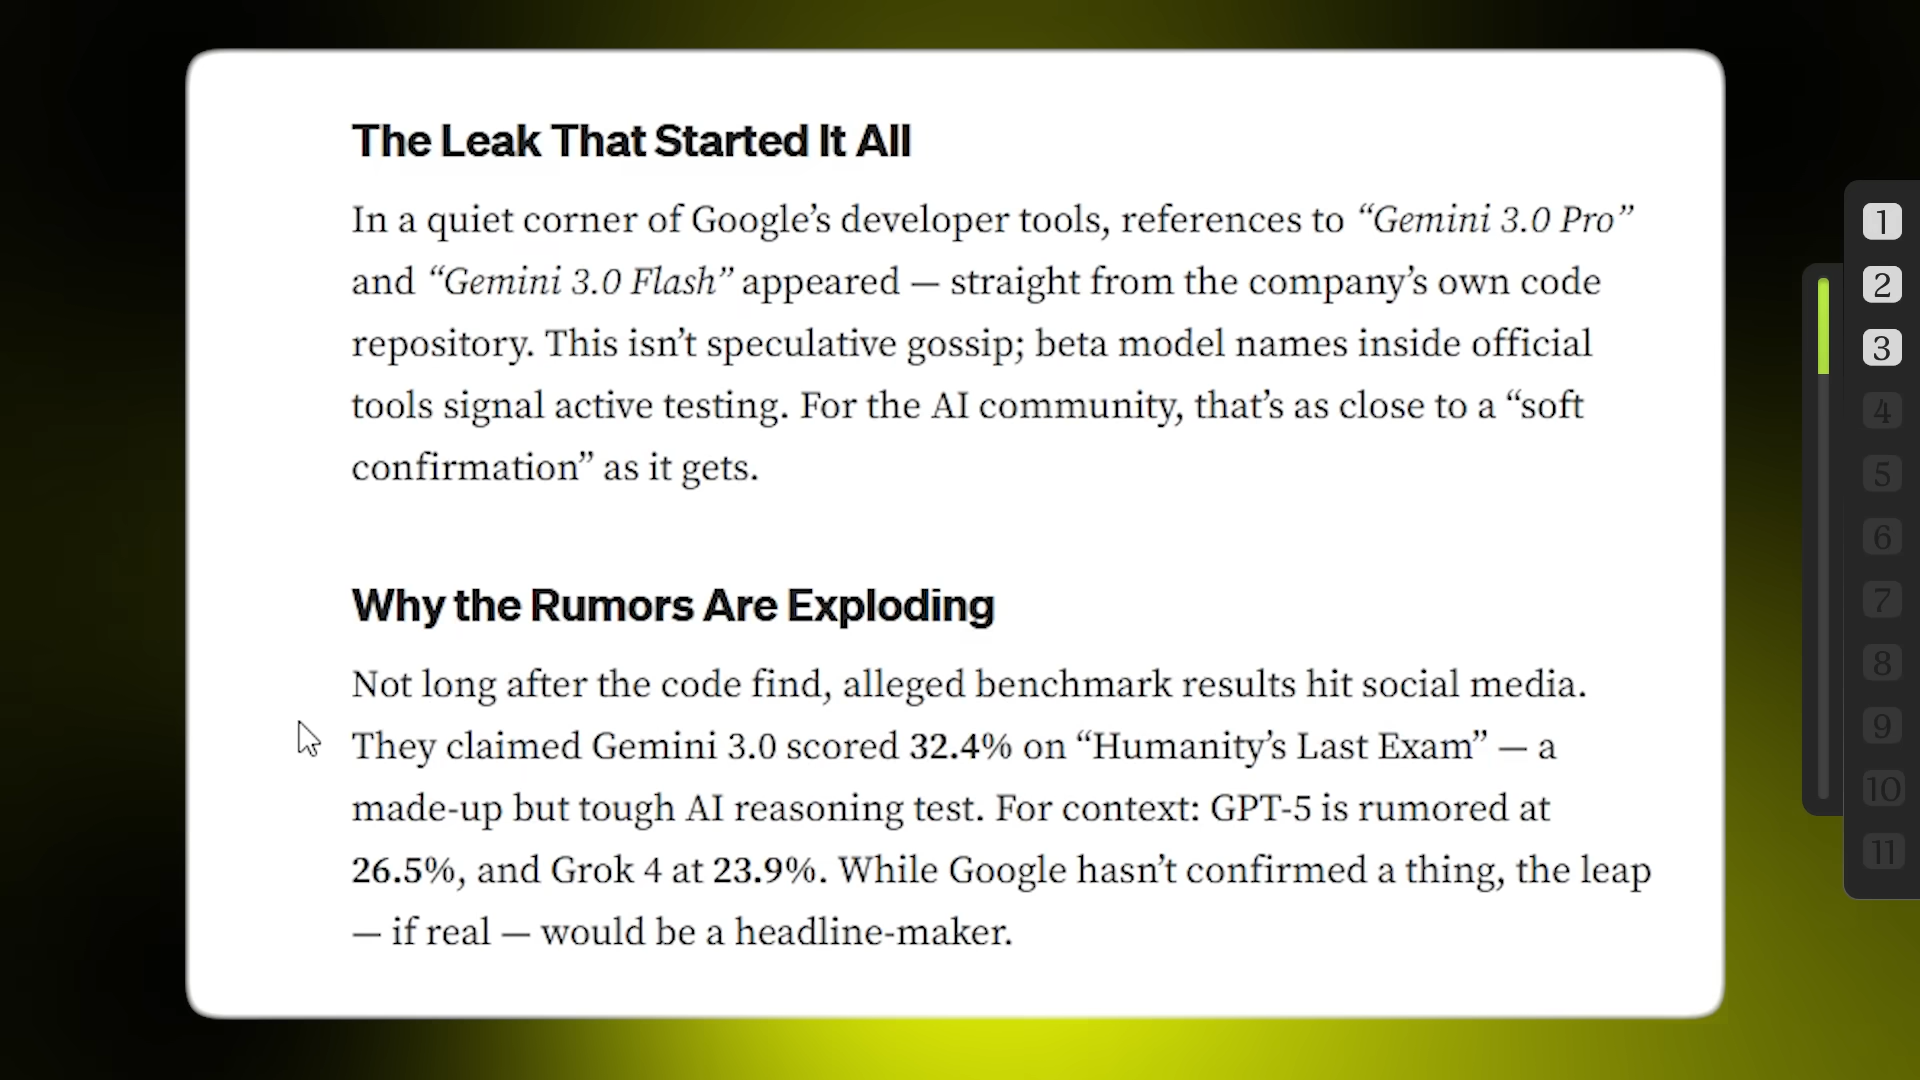 The Leak That Started It All
In a quiet corner of Google’s developer tools, references to “Gemini 3.0 Pro”
and “Gemini 3.0 Flash” appeared — straight from the company’s own code
repository. This isn’t speculative gossip; beta model names inside official
tools signal active testing. For the AI community, that’s as close to a “soft
confirmation” as it gets.
Why the Rumors Are Exploding
Not long after the code find, alleged benchmark results hit social media.
They claimed Gemini 3.0 scored 32.4% on “Humanity’s Last Exam” — a
made-up but tough AI reasoning test. For context: GPT-5 is rumored at
26.5%, and Grok 4 at 23.9%. While Google hasn’t confirmed a thing, the leap
— if real — would be a headline-maker.
1
2
3
4
5
6
7
8
9
10
11